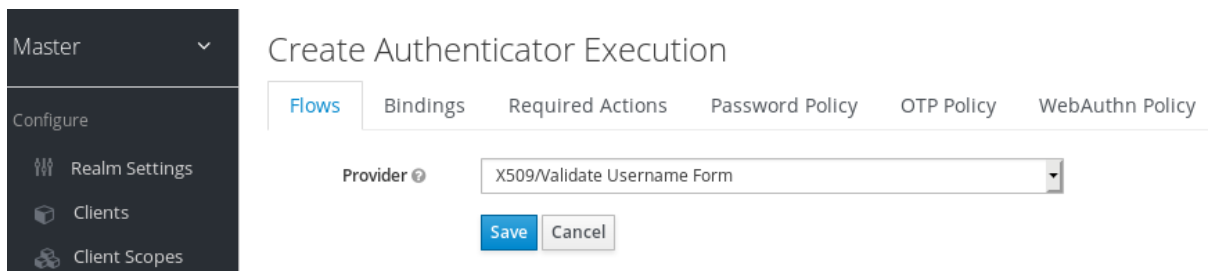 Master
Create Authenticator Execution
Flows Bindings Required Actions Password Policy OTP Policy WebAuthn Policy
Configure
Realm Settings
Provider X509/Validate Username Form
Clients
Save Cancel
Client Scopes